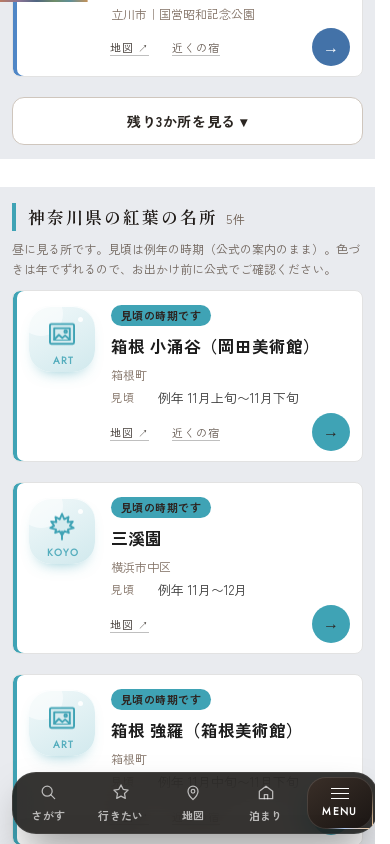 立川市｜国営昭和記念公園
地図 ↗ 近くの宿
→
残り3か所を見る ▾
神奈川県の紅葉の名所 5件
昼に見る所です。見頃は例年の時期（公式の案内のまま）。色づ
きは年でずれるので、お出かけ前に公式でご確認ください。
見頃の時期です
ART
箱根 小涌谷（岡田美術館）
箱根町
見頃 例年 11月上旬〜11月下旬
地図 ↗ 近くの宿
→
見頃の時期です
KOYO
三溪園
横浜市中区
見頃 例年 11月〜12月
地図 ↗
→
見頃の時期です
ART
箱根 強羅（箱根美術館）
箱根町
さがす 行きたい 地図 泊まり MENU